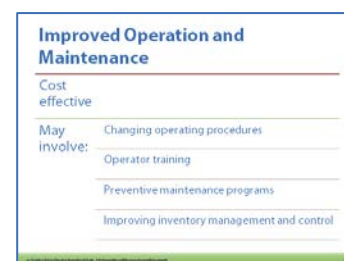 Improved Operation and
Maintenance
Cost
effective
May
involve:
Changing operating procedures
Operator training
Preventive maintenance programs
Improving inventory management and control